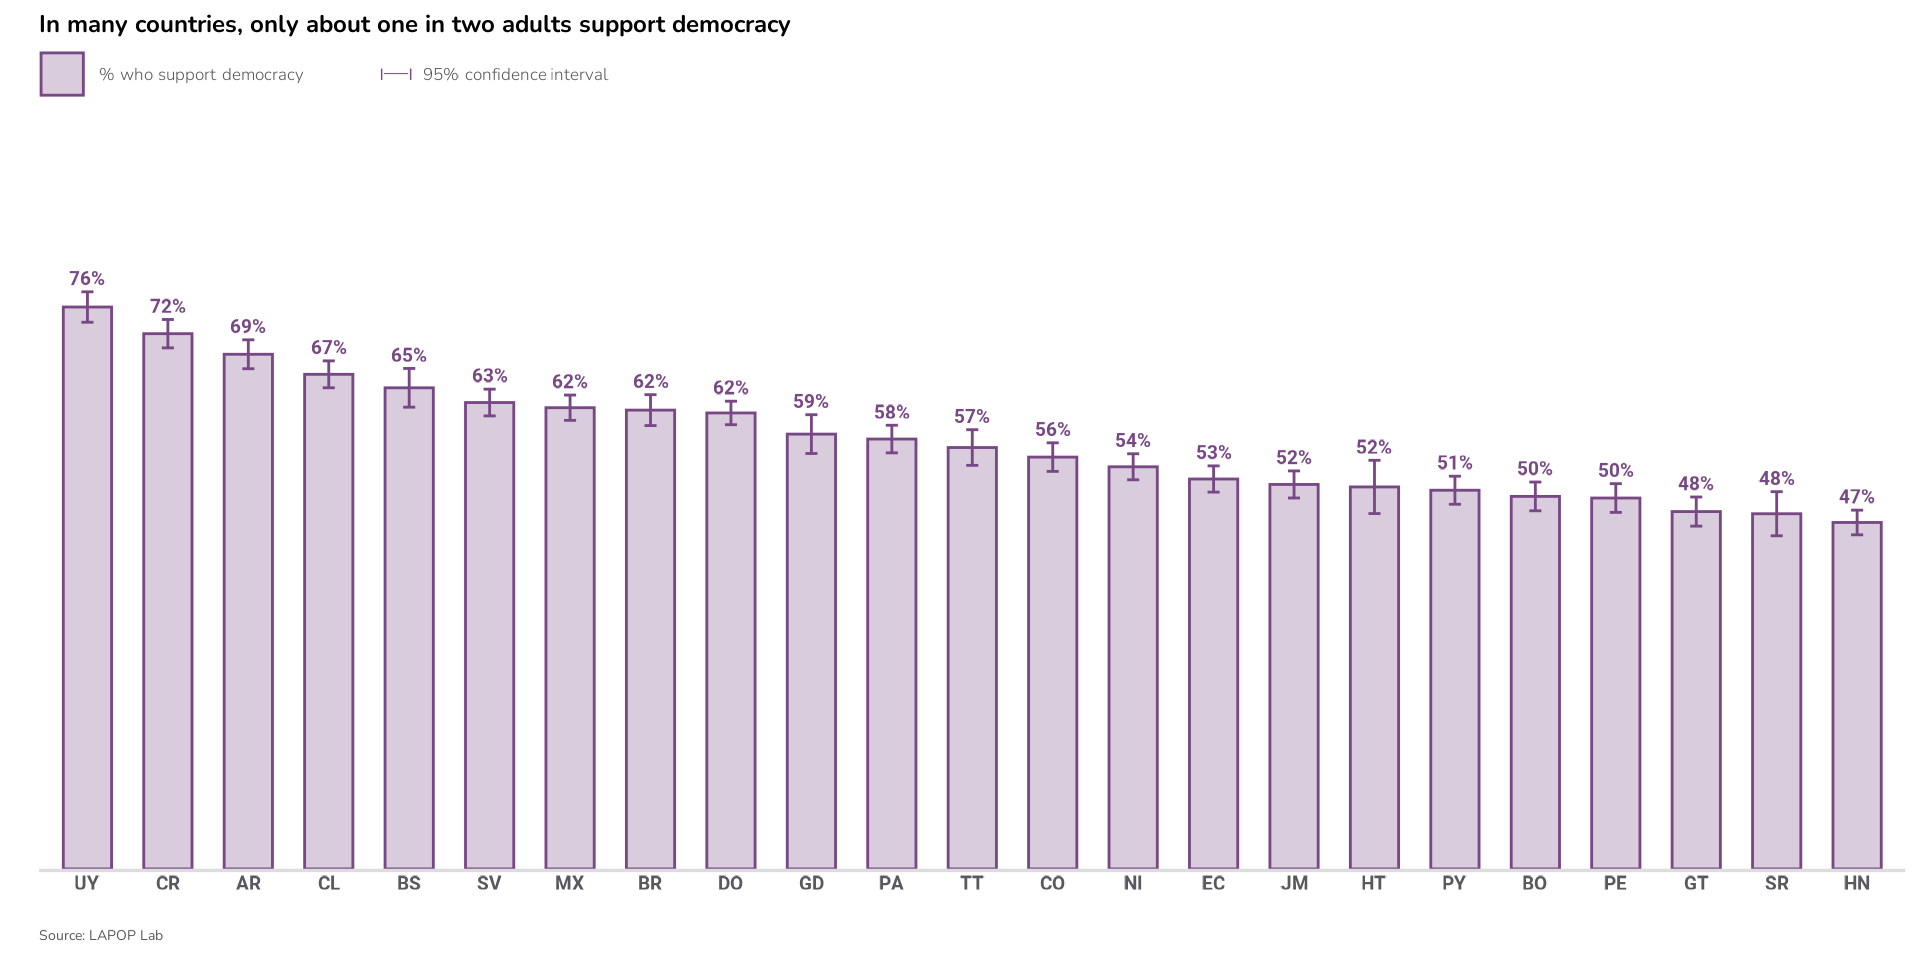 In many countries, only about one in two adults support democracy
% who support democracy 95% confidence interval
76% 72% 69% 67% 65% 63% 62% 62% 62% 59% 58% 57% 56% 54% 53% 52% 52% 51% 50% 50% 48% 48% 47%
UY CR AR CL BS SV MX BR DO GD PA TT CO NI EC JM HT PY BO PE GT SR HN
Source: LAPOP Lab